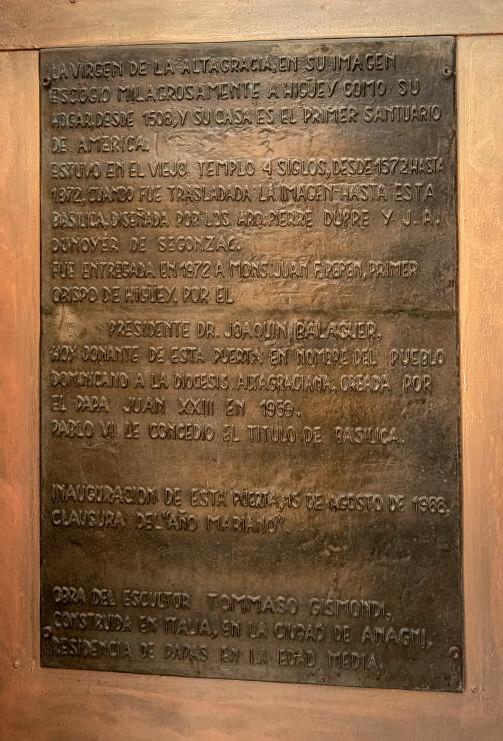 LA VIRGEN DE LA ALTAGRACIA, EN SU IMAGEN
ESCOGIO MILAGROSAMENTE A HIGÜEY COMO SU
HOGAR, DESDE 1506, Y SU CASA ES EL PRIMER SANTUARIO
DE AMERICA.
ESTUVO EN EL VIEJO TEMPLO 4 SIGLOS, DESDE 1572 HASTA
1972, CUANDO FUE TRASLADADA LA IMAGEN HASTA ESTA
BASILICA, DISEÑADA POR LOS ARQ. PIERRE DUPRE Y J. A.
DUNOYER DE SEGONZAC.
FUE ENTREGADA EN 1972 A MONS. JUAN F. PEPEN, PRIMER
OBISPO DE HIGÜEY, POR EL
PRESIDENTE DR. JOAQUIN BALAGUER,
HOY DONANTE DE ESTA PUERTA EN NOMBRE DEL PUEBLO
DOMINICANO A LA DIOCESIS ALTAGRACIANA, CREADA POR
EL PAPA JUAN XXIII EN 1959.
PABLO VI LE CONCEDIO EL TITULO DE BASILICA.
INAUGURACION DE ESTA PUERTA, 15 DE AGOSTO DE 1988,
CLAUSURA DEL "AÑO MARIANO".
OBRA DEL ESCULTOR TOMMASO GISMONDI,
CONSTRUIDA EN ITALIA, EN LA CIUDAD DE ANAGNI,
RESIDENCIA DE PAPAS EN LA EDAD MEDIA.